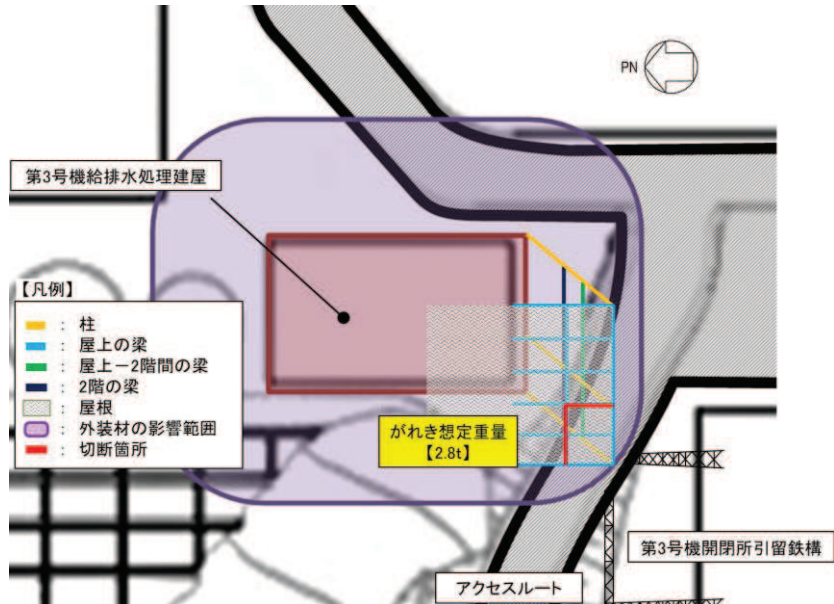 PN
第3号機給排水処理建屋
【凡例】
：柱
：屋上の梁
：屋上－2階間の梁
：2階の梁
：屋根
：外装材の影響範囲
：切断箇所
がれき想定重量
【2.8t】
第3号機開閉所引留鉄構
アクセスルート